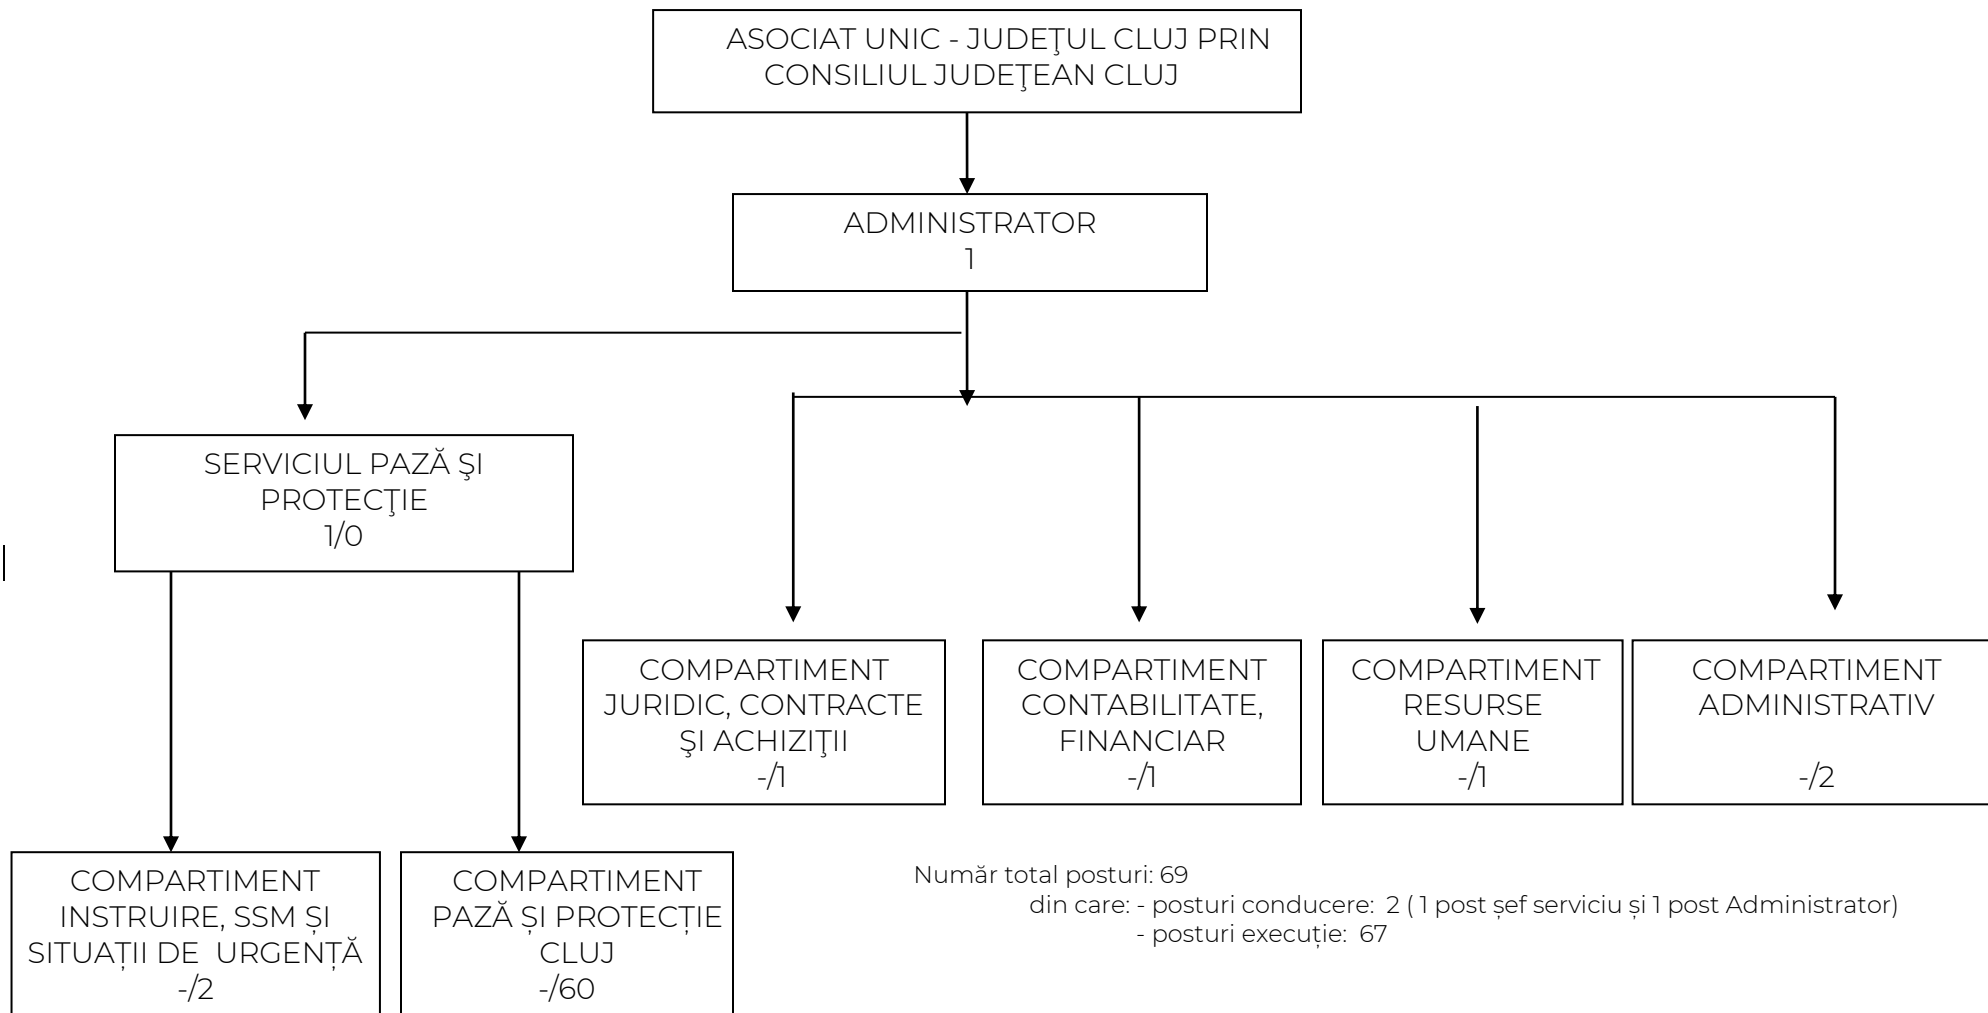 ASOCIAT UNIC - JUDEŢUL CLUJ PRIN
CONSILIUL JUDEŢEAN CLUJ
ADMINISTRATOR
1
SERVICIUL PAZĂ ŞI
PROTECŢIE
1/0
COMPARTIMENT
JURIDIC, CONTRACTE
ŞI ACHIZIŢII
-/1
COMPARTIMENT
CONTABILITATE,
FINANCIAR
-/1
COMPARTIMENT
RESURSE
UMANE
-/1
COMPARTIMENT
ADMINISTRATIV
-/2
COMPARTIMENT
INSTRUIRE, SSM ȘI
SITUAȚII DE  URGENȚĂ
-/2
COMPARTIMENT
PAZĂ ȘI PROTECȚIE
CLUJ
-/60
Număr total posturi: 69
din care: - posturi conducere:  2 ( 1 post șef serviciu și 1 post Administrator)
- posturi execuție:  67